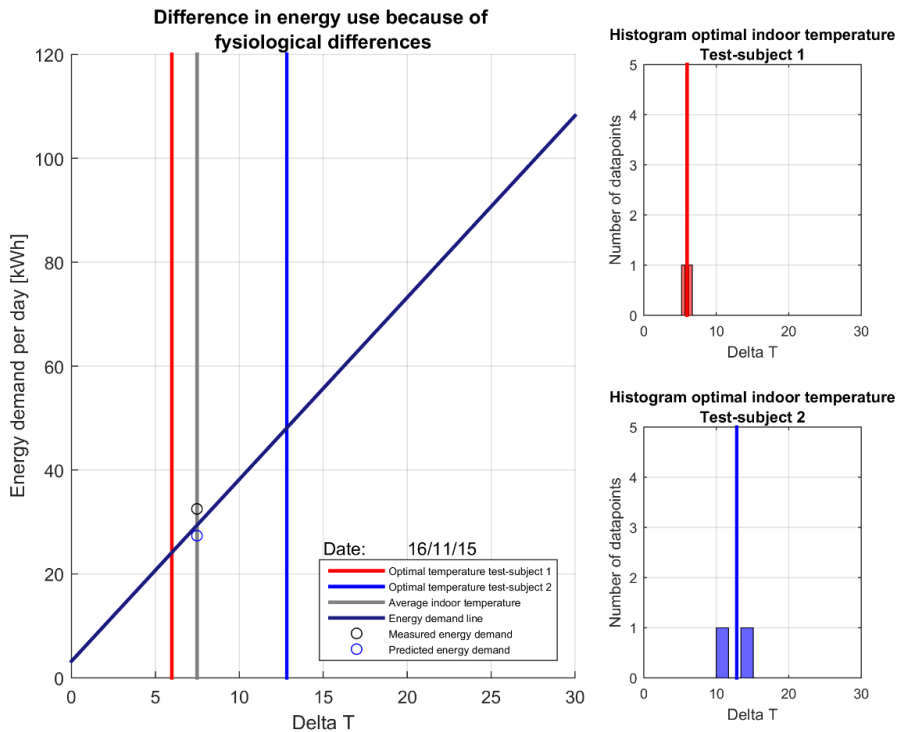 Difference in energy use because of
fysiological differences
120
100
80
60
40
20
0
Energy demand per day [kWh]
0 5 10 15 20 25 30
Delta T
Date: 16/11/15
Optimal temperature test-subject 1
Optimal temperature test-subject 2
Average indoor temperature
Energy demand line
Measured energy demand
Predicted energy demand
Histogram optimal indoor temperature
Test-subject 1
5
4
3
2
1
0
Number of datapoints
0 10 20 30
Delta T
Histogram optimal indoor temperature
Test-subject 2
5
4
3
2
1
0
Number of datapoints
0 10 20 30
Delta T